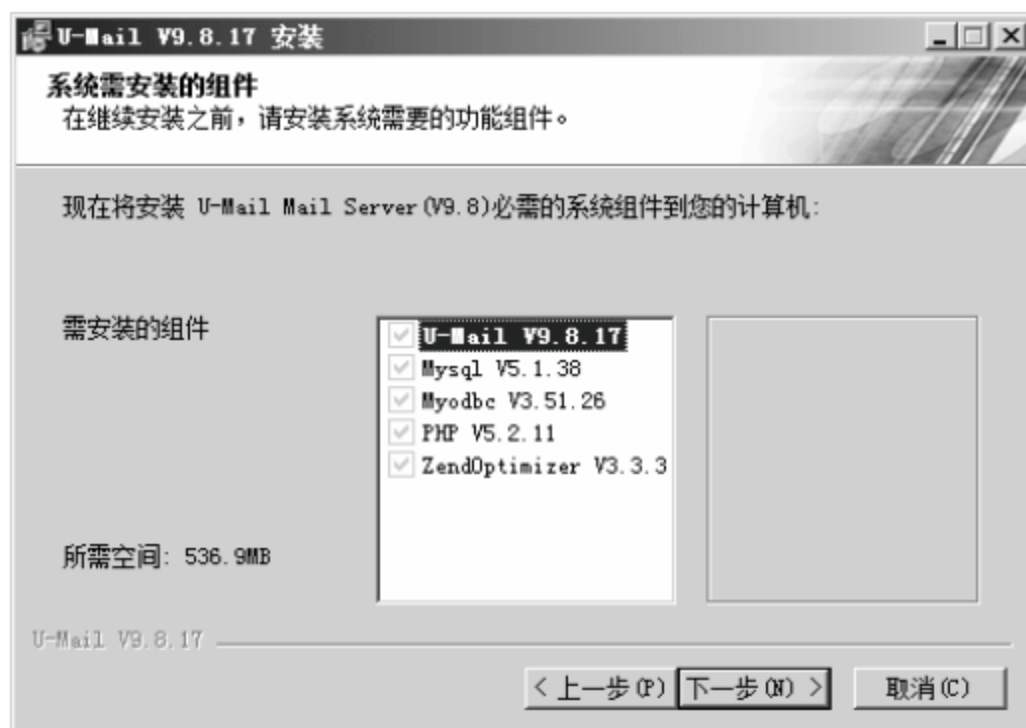 U-Mail V9.8.17 安装
系统需安装的组件
在继续安装之前，请安装系统需要的功能组件。
现在将安装 U-Mail Mail Server(V9.8)必需的系统组件到您的计算机:
需安装的组件
U-Mail V9.8.17
Mysql V5.1.38
Myodbc V3.51.26
PHP V5.2.11
ZendOptimizer V3.3.3
所需空间: 536.9MB
U-Mail V9.8.17
< 上一步(P) 下一步(N) > 取消(C)